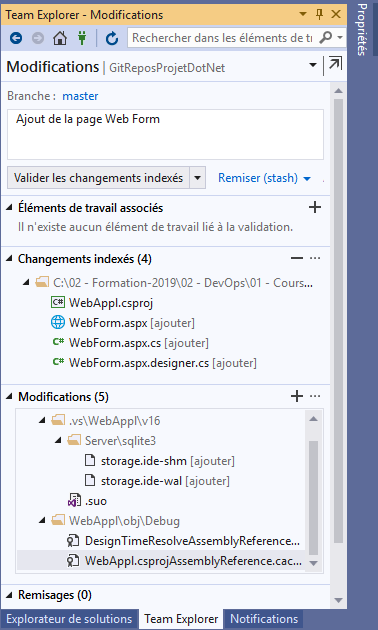 Team Explorer - Modifications
Rechercher dans les éléments de tr
Modifications | GitReposProjetDotNet
Branche : master
Ajout de la page Web Form
Valider les changements indexés
Remiser (stash)
Éléments de travail associés
Il n'existe aucun élément de travail lié à la validation.
Changements indexés (4)
C:\02 - Formation-2019\02 - DevOps\01 - Cours...
C# WebAppl.csproj
WebForm.aspx [ajouter]
C# WebForm.aspx.cs [ajouter]
C# WebForm.aspx.designer.cs [ajouter]
Modifications (5)
.vs\WebAppl\v16
Server\sqlite3
storage.ide-shm [ajouter]
storage.ide-wal [ajouter]
.suo
WebAppl\obj\Debug
DesignTimeResolveAssemblyReference...
WebAppl.csprojAssemblyReference.cac...
Remisages (0)
Explorateur de solutions Team Explorer Notifications
Propriétés